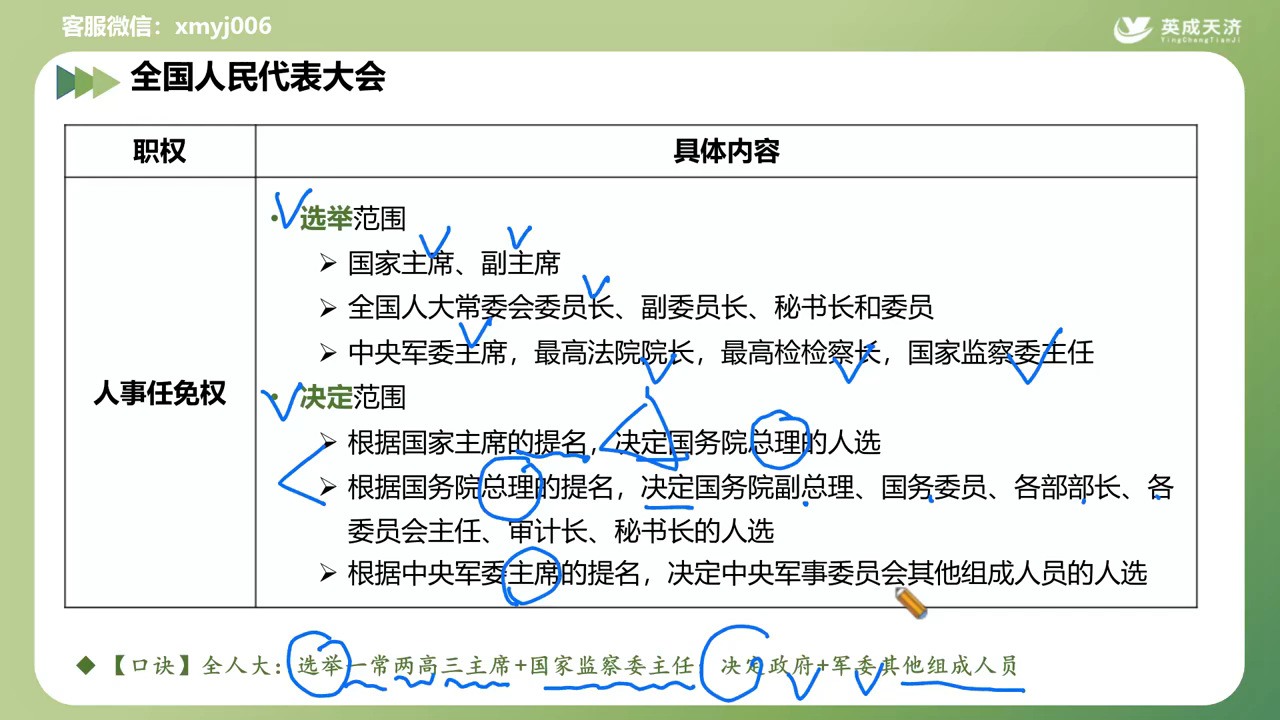 客服微信：xmyj006
英成天济
YingChengTianJi
全国人民代表大会
职权
具体内容
人事任免权
• 选举范围
➢ 国家主席、副主席
➢ 全国人大常委会委员长、副委员长、秘书长和委员
➢ 中央军委主席，最高法院院长，最高检检察长，国家监察委主任
• 决定范围
➢ 根据国家主席的提名，决定国务院总理的人选
➢ 根据国务院总理的提名，决定国务院副总理、国务委员、各部部长、各
委员会主任、审计长、秘书长的人选
➢ 根据中央军委主席的提名，决定中央军事委员会其他组成人员的人选
◆ 【口诀】全人大：选举一常两高三主席+国家监察委主任 决定政府+军委其他组成人员